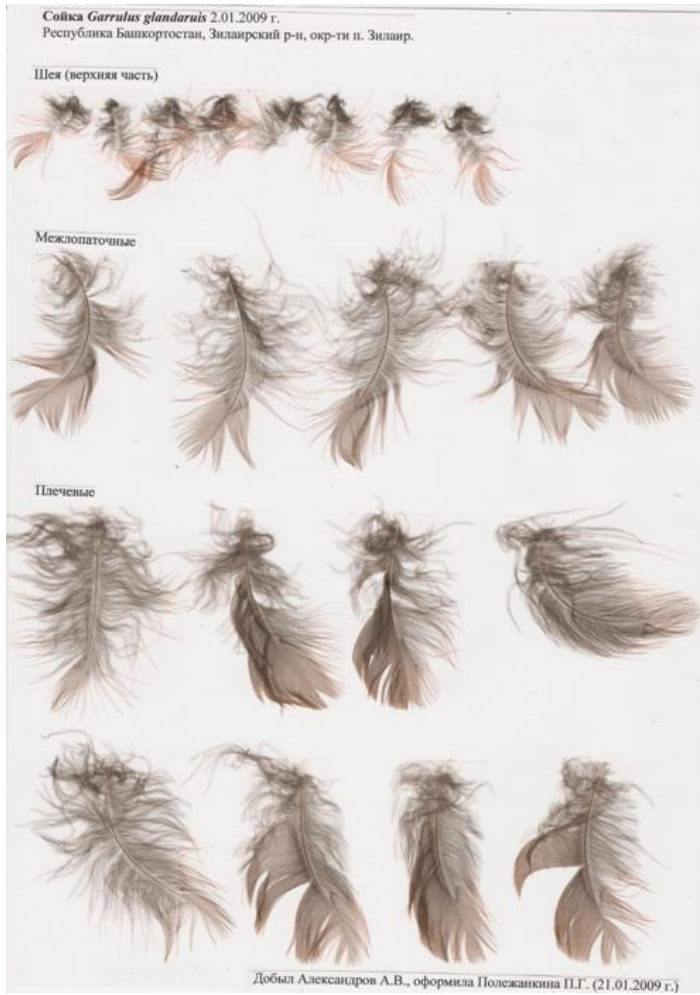 Сойка Garrulus glandaruis 2.01.2009 г.
Республика Башкортостан, Зилаирский р-н, окр-ти п. Зилаир.
Шея (верхняя часть)
Межлопаточные
Плечевые
Добыл Александров А.В., оформила Полежанкина П.Г. (21.01.2009 г.)